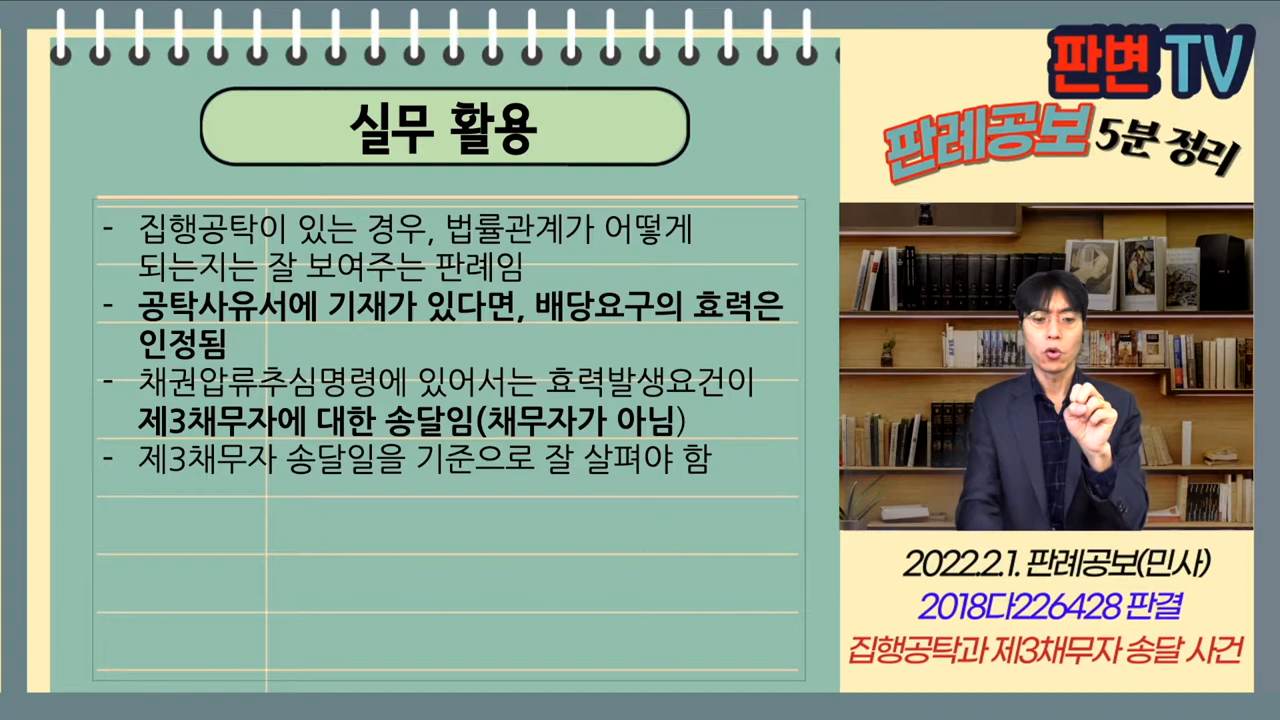 실무 활용
- 집행공탁이 있는 경우, 법률관계가 어떻게
되는지는 잘 보여주는 판례임
- 공탁사유서에 기재가 있다면, 배당요구의 효력은
인정됨
- 채권압류추심명령에 있어서는 효력발생요건이
제3채무자에 대한 송달임(채무자가 아님)
- 제3채무자 송달일을 기준으로 잘 살펴야 함
판변 TV
판례공보 5분 정리
2022.2.1. 판례공보(민사)
2018다226428 판결
집행공탁과 제3채무자 송달 사건